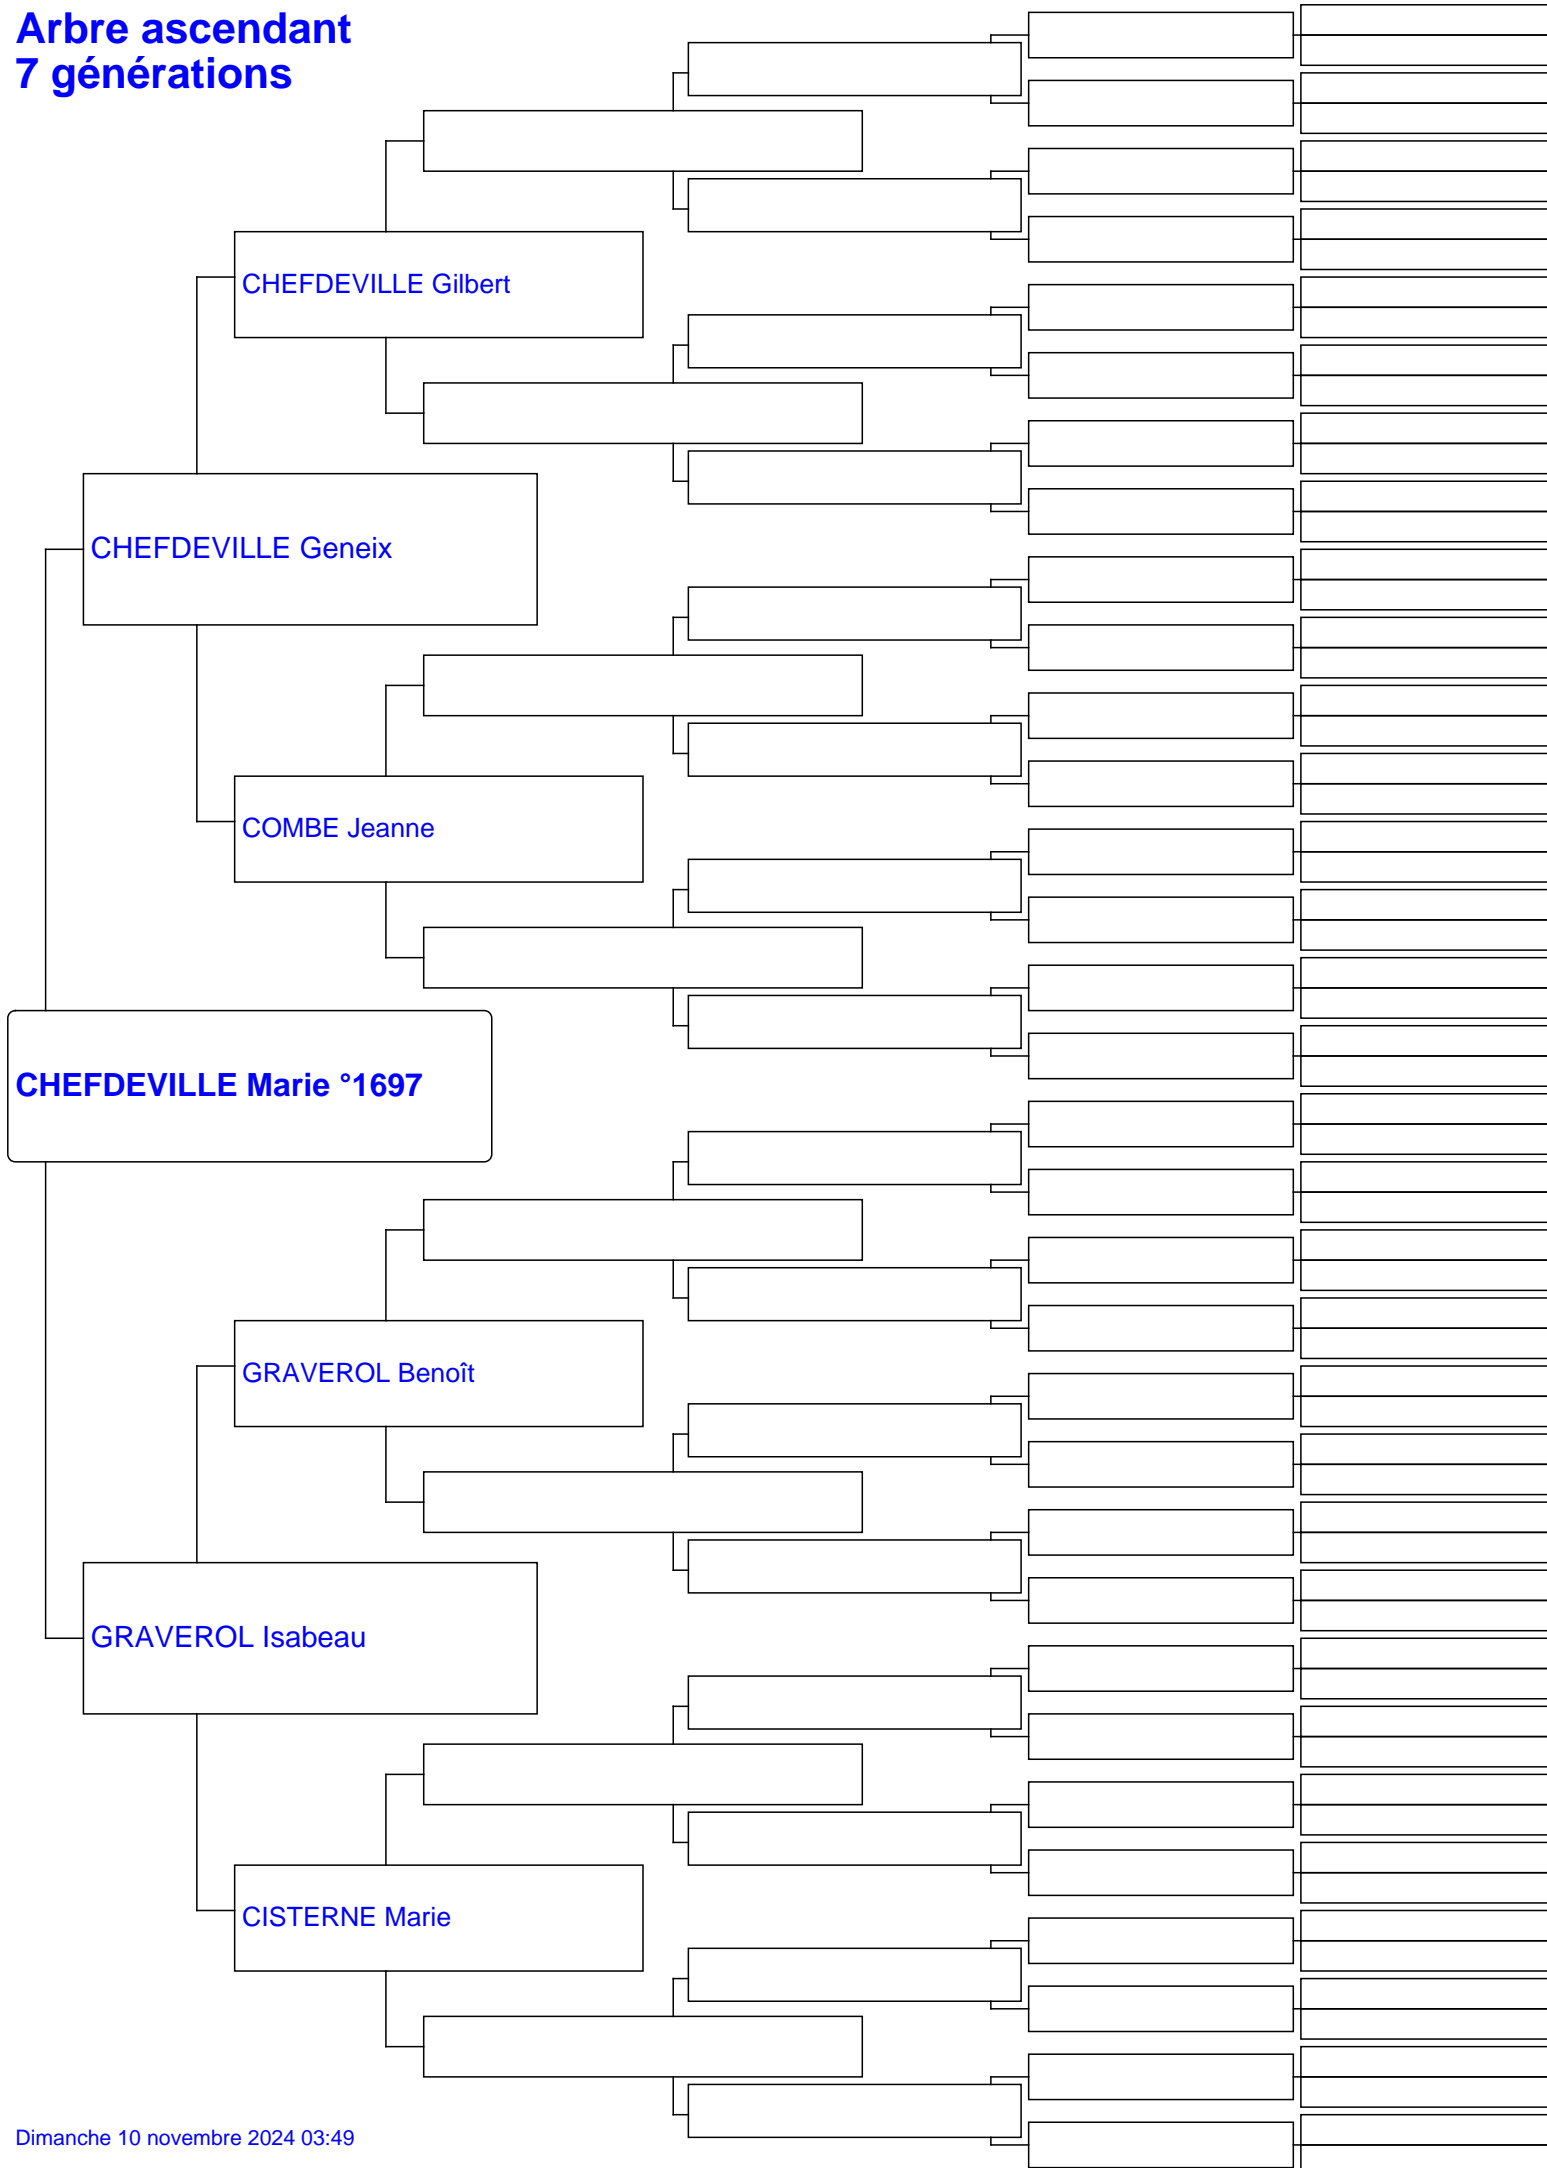 Arbre ascendant
7 générations
CHEFDEVILLE Gilbert
CHEFDEVILLE Geneix
COMBE Jeanne
CHEFDEVILLE Marie °1697
GRAVEROL Benoît
GRAVEROL Isabeau
CISTERNE Marie
Dimanche 10 novembre 2024 03:49